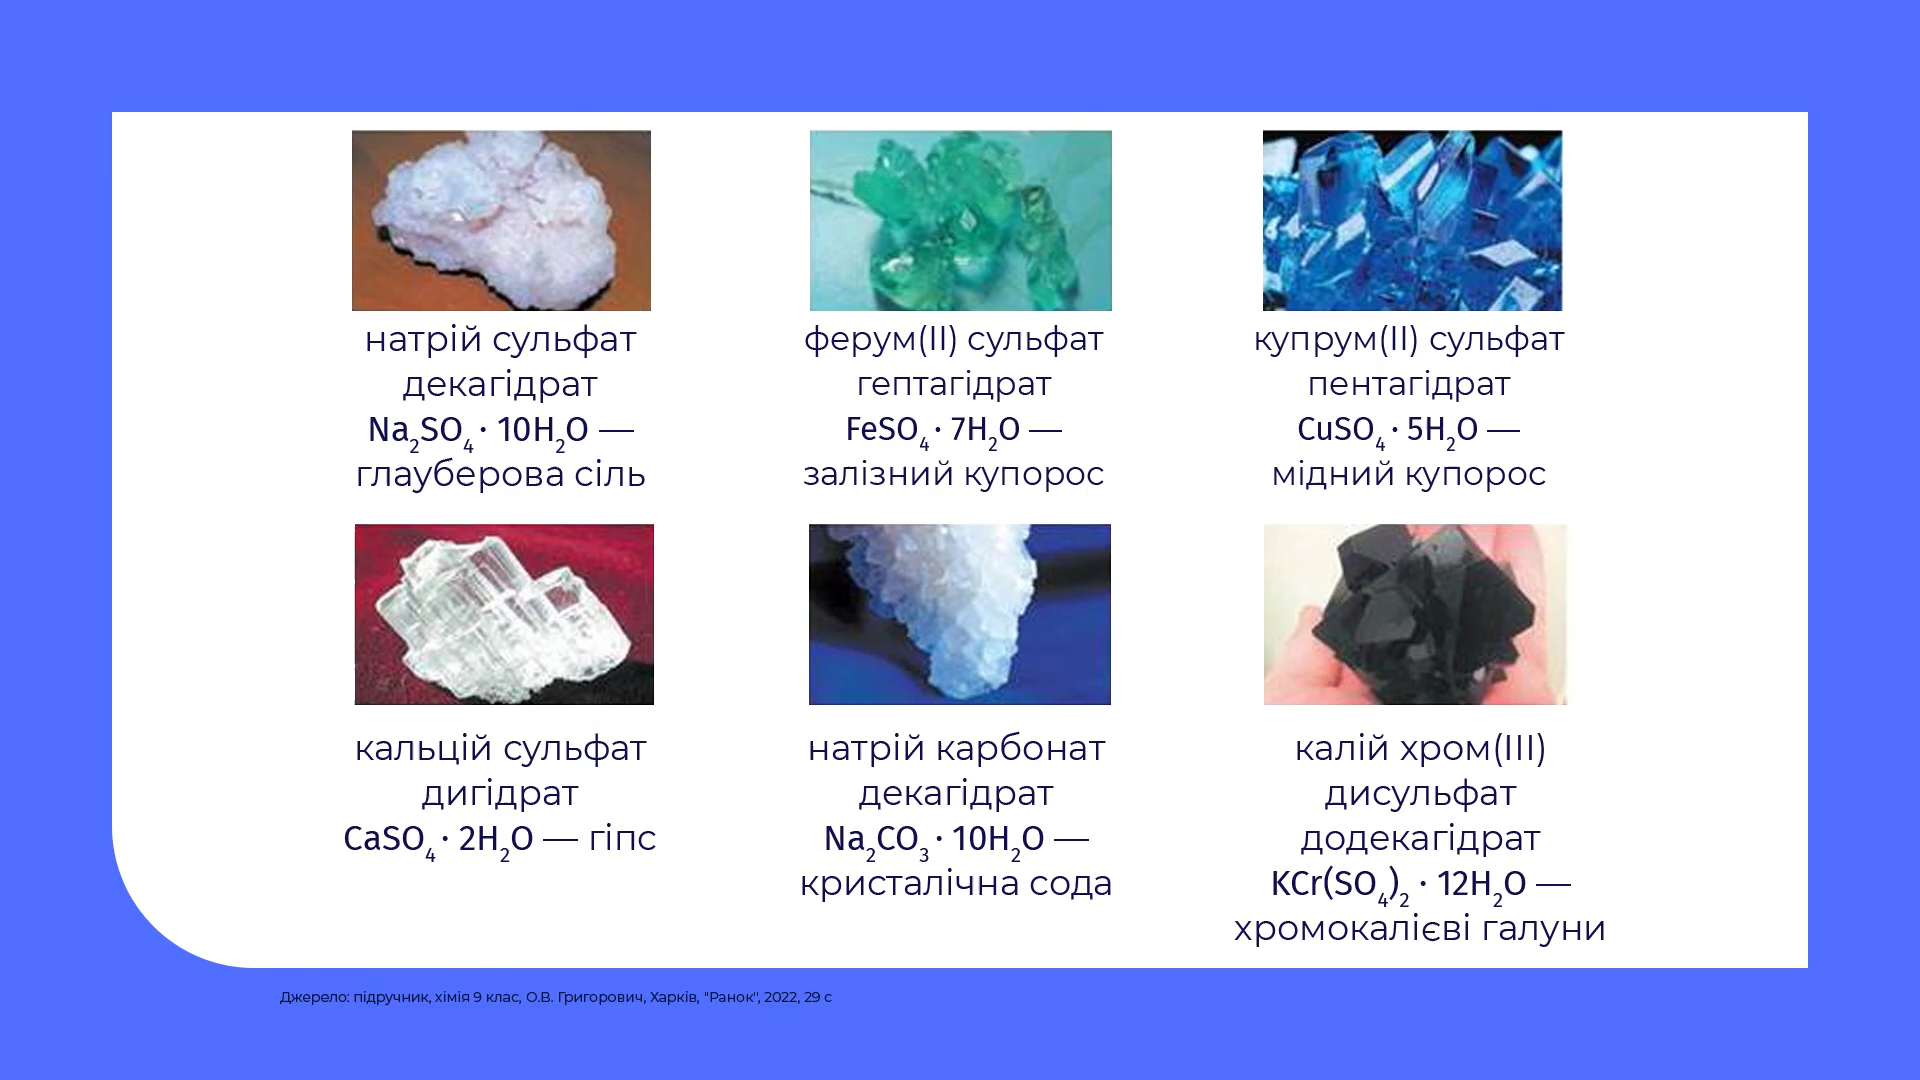 натрій сульфат
декагідрат
Na₂SO₄ · 10H₂O —
глауберова сіль
ферум(II) сульфат
гептагідрат
FeSO₄ · 7H₂O —
залізний купорос
купрум(II) сульфат
пентагідрат
CuSO₄ · 5H₂O —
мідний купорос
кальцій сульфат
дигідрат
CaSO₄ · 2H₂O — гіпс
натрій карбонат
декагідрат
Na₂CO₃ · 10H₂O —
кристалічна сода
калій хром(III)
дисульфат
додекагідрат
KCr(SO₄)₂ · 12H₂O —
хромокалієві галуни
Джерело: підручник, хімія 9 клас, О.В. Григорович, Харків, "Ранок", 2022, 29 с